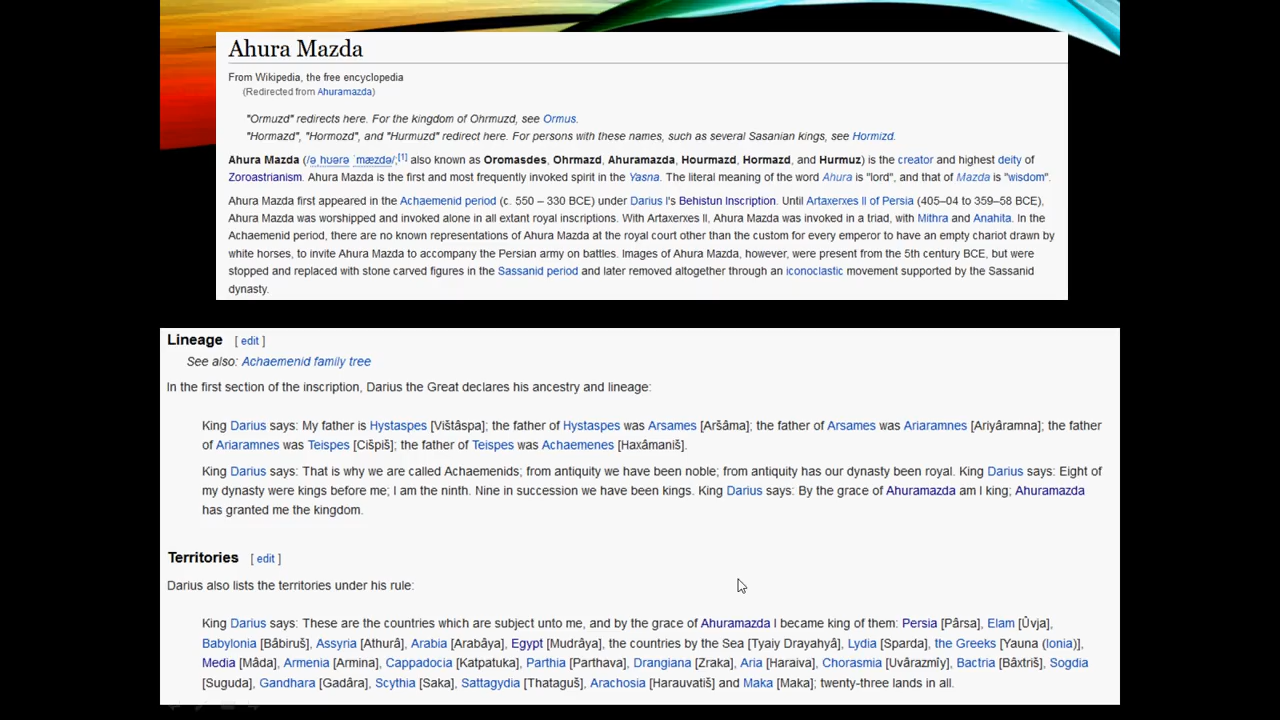 Ahura Mazda
From Wikipedia, the free encyclopedia
(Redirected from Ahuramazda)
"Ormuzd" redirects here. For the kingdom of Ohrmuzd, see Ormus.
"Hormazd", "Hormozd", and "Hurmuzd" redirect here. For persons with these names, such as several Sasanian kings, see Hormizd.
Ahura Mazda (/əˌhʊərə ˈmæzdə/;[1] also known as Oromasdes, Ohrmazd, Ahuramazda, Hourmazd, Hormazd, and Hurmuz) is the creator and highest deity of
Zoroastrianism. Ahura Mazda is the first and most frequently invoked spirit in the Yasna. The literal meaning of the word Ahura is "lord", and that of Mazda is "wisdom".
Ahura Mazda first appeared in the Achaemenid period (c. 550 – 330 BCE) under Darius I's Behistun Inscription. Until Artaxerxes II of Persia (405–04 to 359–58 BCE),
Ahura Mazda was worshipped and invoked alone in all extant royal inscriptions. With Artaxerxes II, Ahura Mazda was invoked in a triad, with Mithra and Anahita. In the
Achaemenid period, there are no known representations of Ahura Mazda at the royal court other than the custom for every emperor to have an empty chariot drawn by
white horses, to invite Ahura Mazda to accompany the Persian army on battles. Images of Ahura Mazda, however, were present from the 5th century BCE, but were
stopped and replaced with stone carved figures in the Sassanid period and later removed altogether through an iconoclastic movement supported by the Sassanid
dynasty.
Lineage [ edit ]
See also: Achaemenid family tree
In the first section of the inscription, Darius the Great declares his ancestry and lineage:
King Darius says: My father is Hystaspes [Vištâspa]; the father of Hystaspes was Arsames [Aršâma]; the father of Arsames was Ariaramnes [Ariyâramna]; the father
of Ariaramnes was Teispes [Cišpiš]; the father of Teispes was Achaemenes [Haxâmaniš].
King Darius says: That is why we are called Achaemenids; from antiquity we have been noble; from antiquity has our dynasty been royal. King Darius says: Eight of
my dynasty were kings before me; I am the ninth. Nine in succession we have been kings. King Darius says: By the grace of Ahuramazda am I king; Ahuramazda
has granted me the kingdom.
Territories [ edit ]
Darius also lists the territories under his rule:
King Darius says: These are the countries which are subject unto me, and by the grace of Ahuramazda I became king of them: Persia [Pârsa], Elam [Ûvja],
Babylonia [Bâbiruš], Assyria [Athurâ], Arabia [Arabâya], Egypt [Mudrâya], the countries by the Sea [Tyaiy Drayahyâ], Lydia [Sparda], the Greeks [Yauna (Ionia)],
Media [Mâda], Armenia [Armina], Cappadocia [Katpatuka], Parthia [Parthava], Drangiana [Zraka], Aria [Haraiva], Chorasmia [Uvârazmîy], Bactria [Bâxtriš], Sogdia
[Suguda], Gandhara [Gadâra], Scythia [Saka], Sattagydia [Thataguš], Arachosia [Harauvatiš] and Maka [Maka]; twenty-three lands in all.